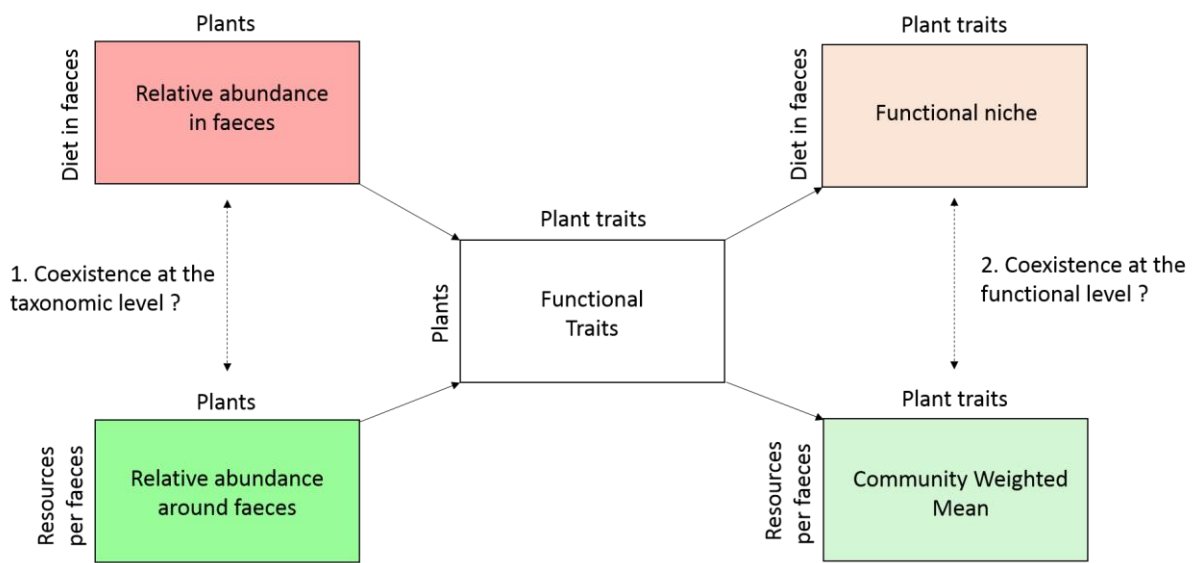 Plants
Diet in faeces
Relative abundance
in faeces
1. Coexistence at the
taxonomic level ?
Plants
Resources
per faeces
Relative abundance
around faeces
Plant traits
Plants
Functional
Traits
Plant traits
Diet in faeces
Functional niche
2. Coexistence at the
functional level ?
Plant traits
Resources
per faeces
Community Weighted
Mean